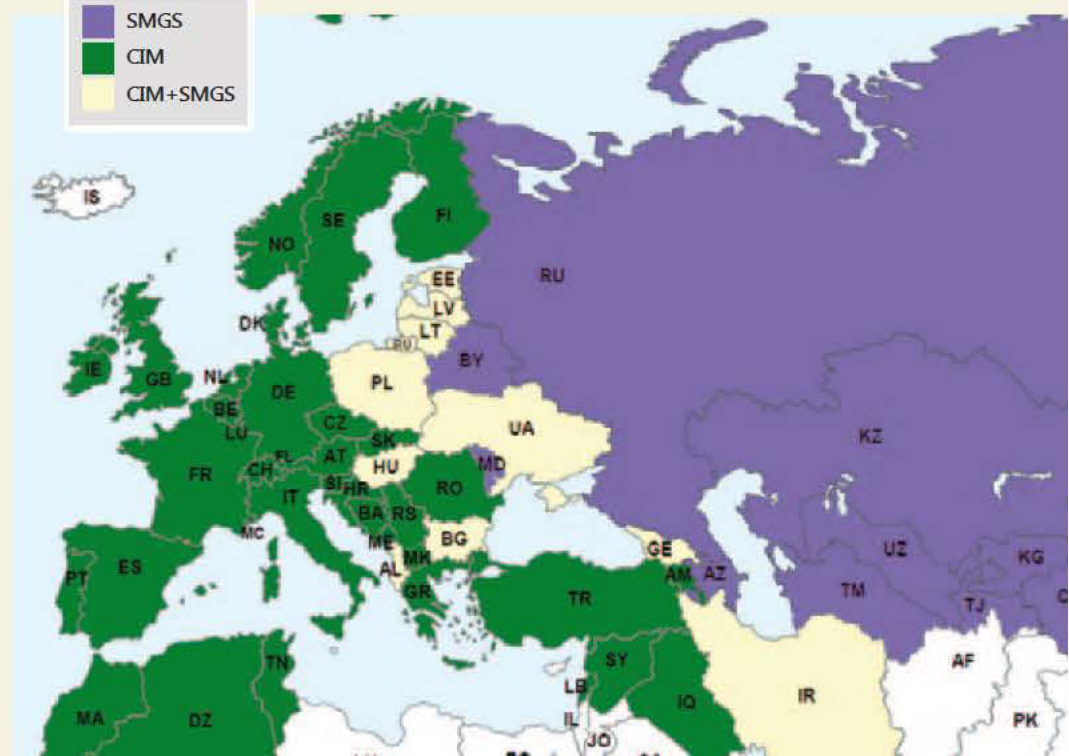 SMGS
CIM
CIM+SMGS
IS
SE
FI
NO
RU
EE
LV
DK
LT
RU
BY
IE
GB
NL
PL
DE
BE
CZ
UA
LU
SK
KZ
FL
AT
HU
MD
CH
FR
SI
HR
RO
IT
BA
RS
MC
ME
BG
GE
UZ
KG
MK
AL
PT
ES
AM
AZ
TM
TJ
GR
TR
TN
SY
AF
LB
IR
MA
DZ
IL
IQ
PK
JO